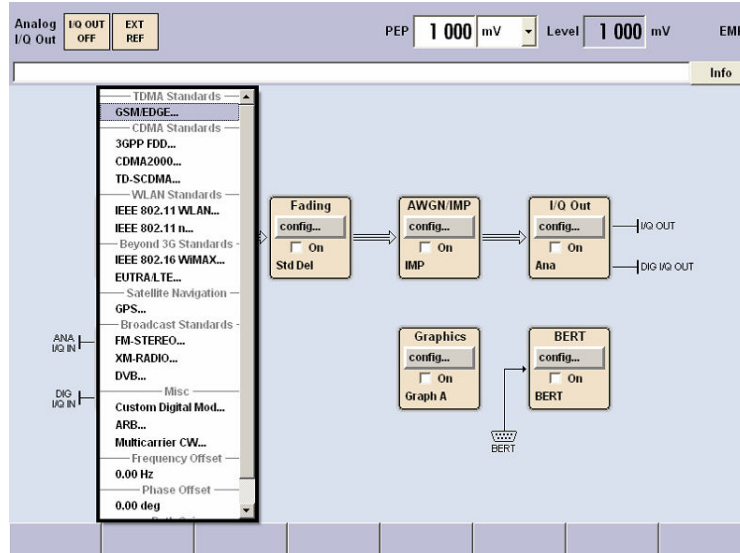 Analog I/Q Out
I/Q OUT OFF
EXT REF
PEP 1 000 mV
Level 1 000 mV
Info
TDMA Standards
GSM/EDGE...
CDMA Standards
3GPP FDD...
CDMA2000...
TD-SCDMA...
WLAN Standards
IEEE 802.11 WLAN...
IEEE 802.11 n...
Beyond 3G Standards
IEEE 802.16 WiMAX...
EUTRA/LTE...
Satellite Navigation
GPS...
Broadcast Standards
FM-STEREO...
XM-RADIO...
DVB...
Misc
Custom Digital Mod...
ARB...
Multicarrier CW...
Frequency Offset
0.00 Hz
Phase Offset
0.00 deg
ANA I/Q IN
DIG I/Q IN
Fading
config...
On
Std Del
AWGN/IMP
config...
On
IMP
I/Q Out
config...
On
Ana
I/Q OUT
DIG I/Q OUT
Graphics
config...
On
Graph A
BERT
config...
On
BERT
BERT